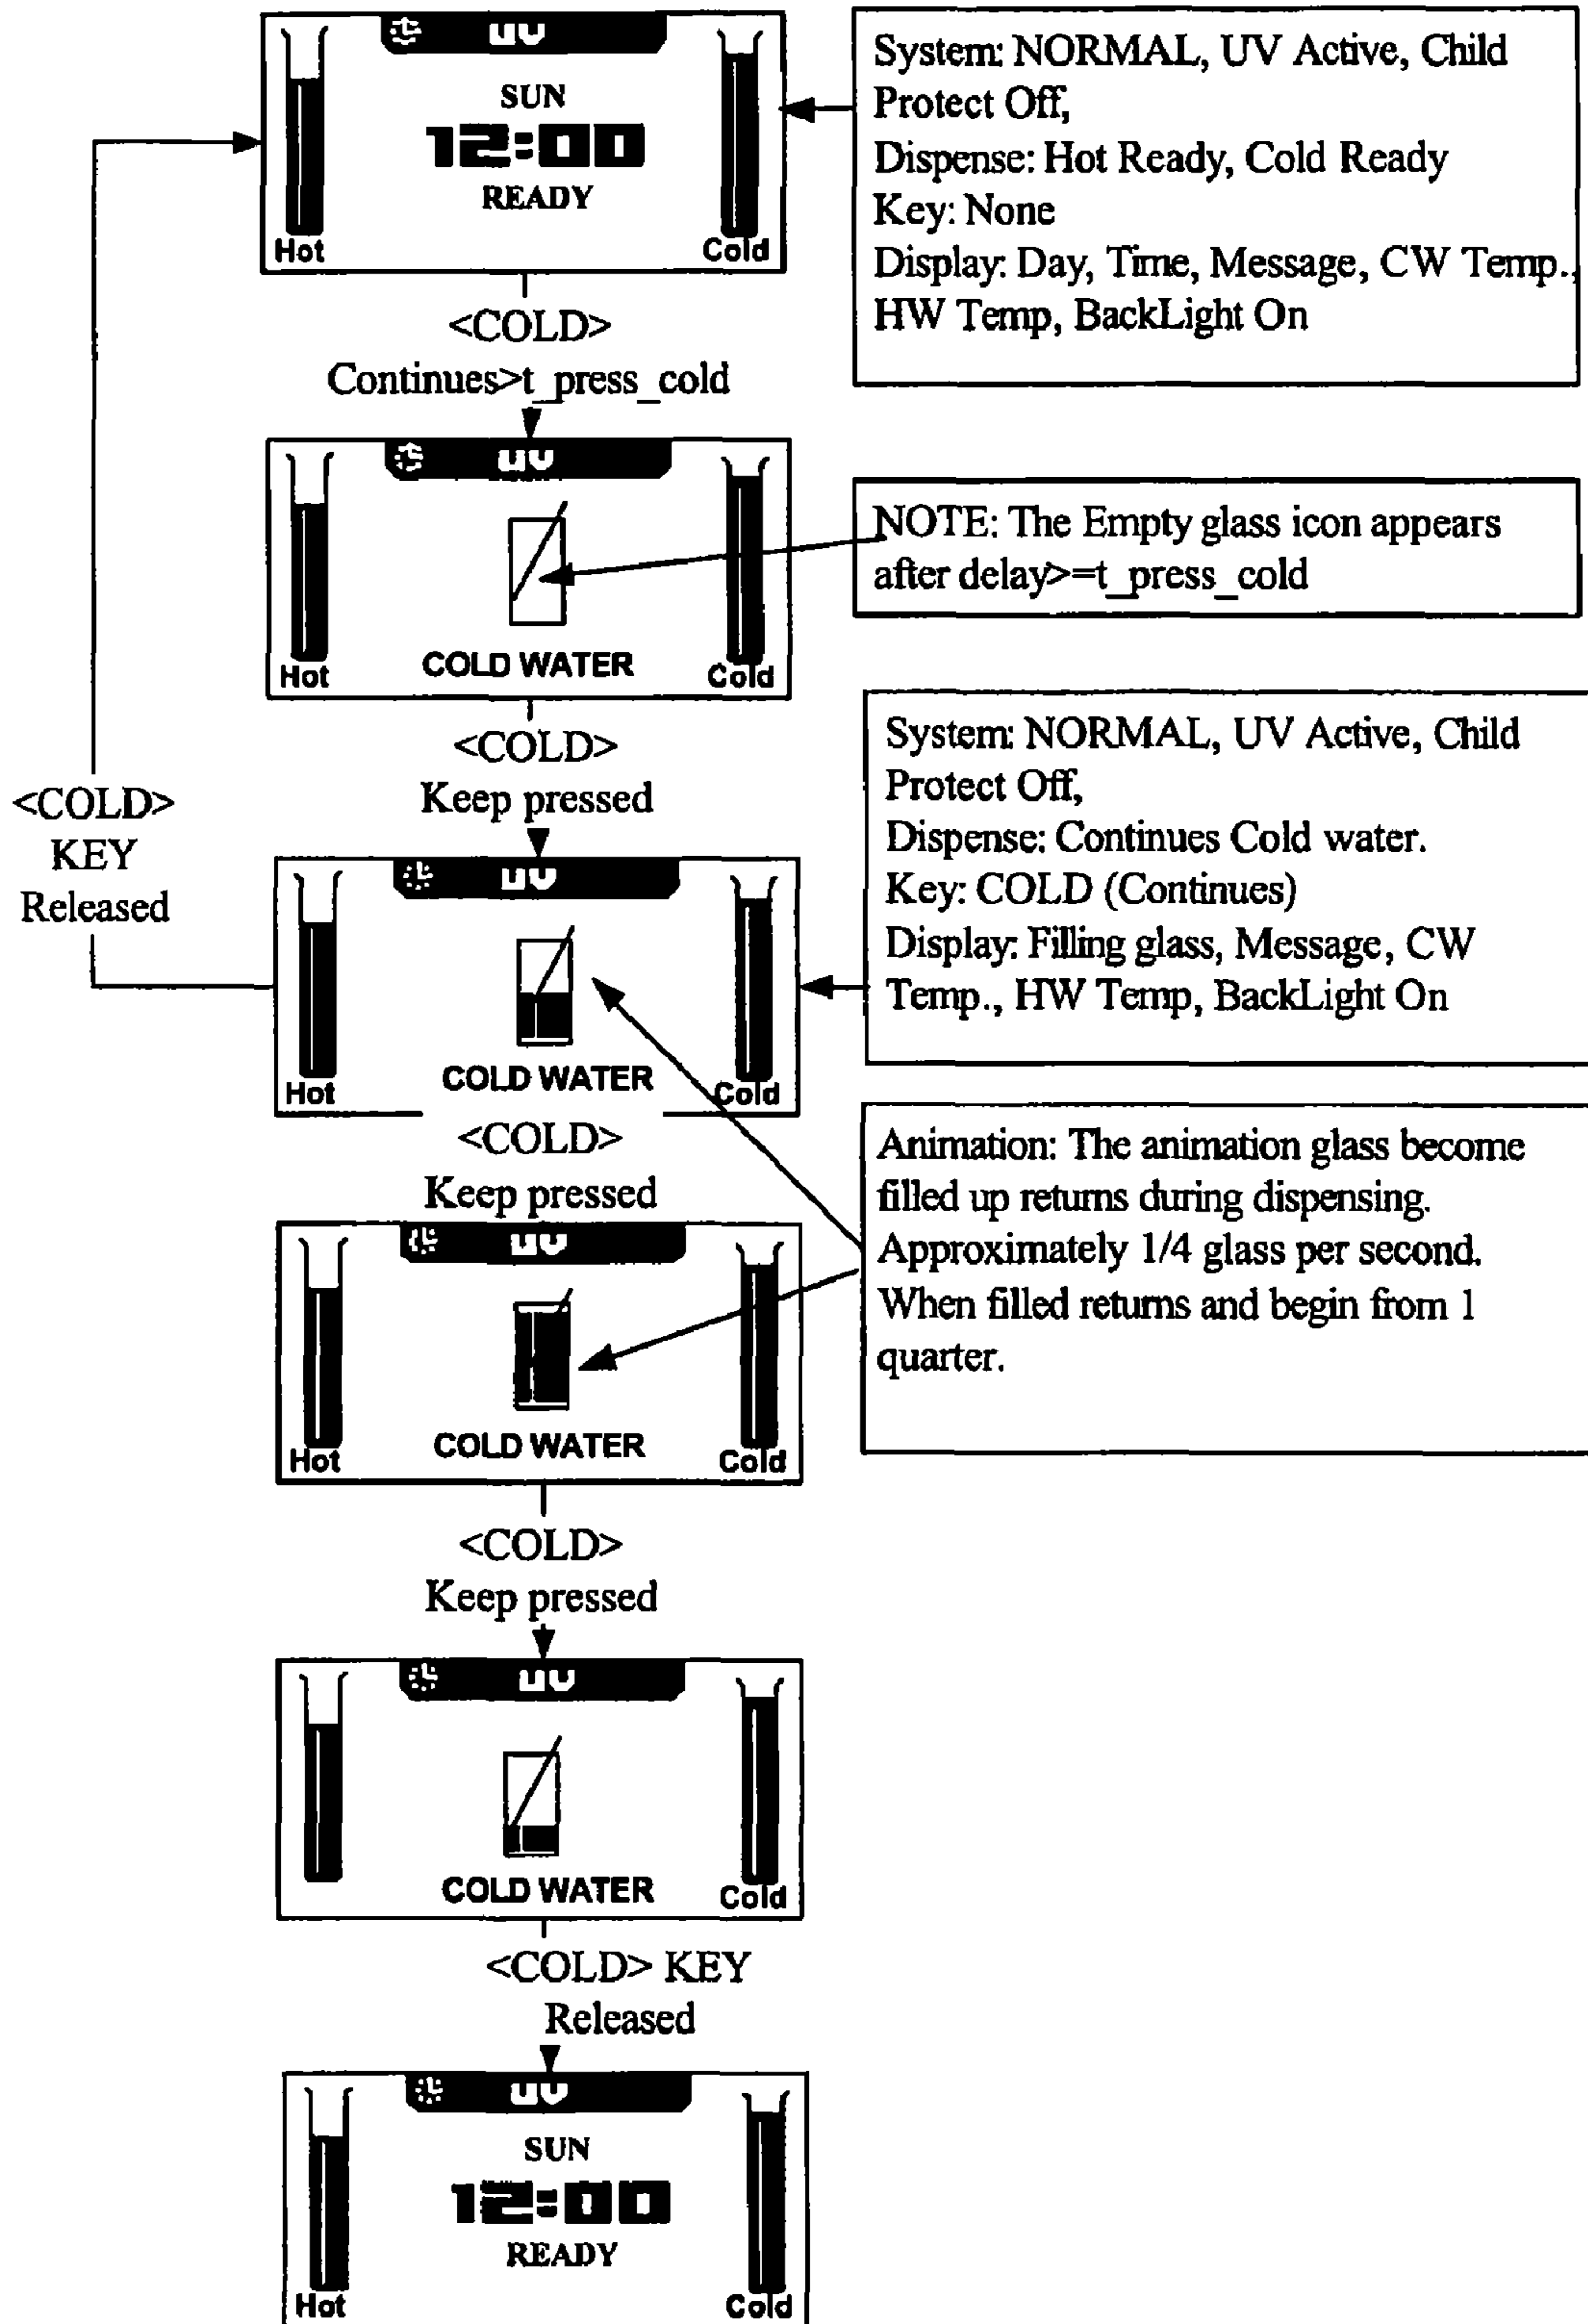 UV
SUN
12:00
READY
Hot
Cold
System: NORMAL, UV Active, Child
Protect Off,
Dispense: Hot Ready, Cold Ready
Key: None
Display: Day, Time, Message, CW Temp.,
HW Temp, BackLight On
<COLD>
Continues>t_press_cold
UV
COLD WATER
Hot
Cold
NOTE: The Empty glass icon appears
after delay>=t_press_cold
<COLD>
Keep pressed
<COLD>
KEY
Released
UV
COLD WATER
Hot
Cold
System: NORMAL, UV Active, Child
Protect Off,
Dispense: Continues Cold water.
Key: COLD (Continues)
Display: Filling glass, Message, CW
Temp., HW Temp, BackLight On
<COLD>
Keep pressed
Animation: The animation glass become
filled up returns during dispensing.
Approximately 1/4 glass per second.
When filled returns and begin from 1
quarter.
UV
COLD WATER
Hot
Cold
<COLD>
Keep pressed
UV
COLD WATER
Cold
<COLD> KEY
Released
UV
SUN
12:00
READY
Hot
Cold